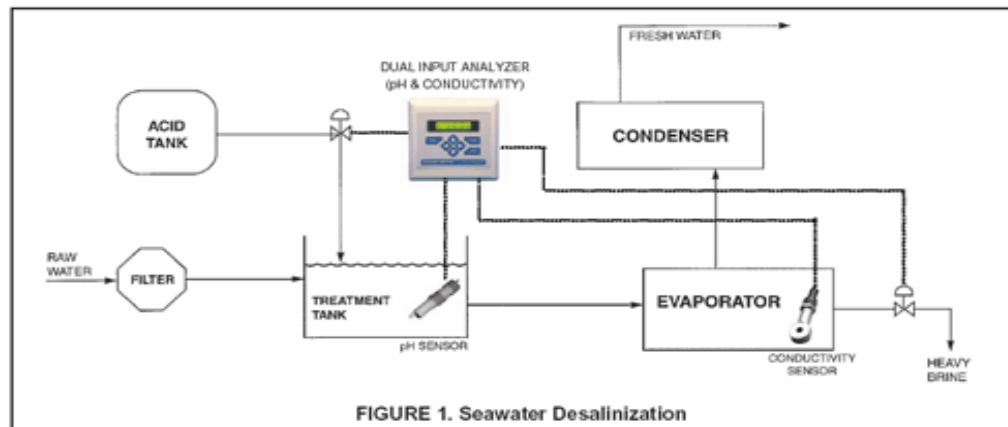 FRESH WATER
DUAL INPUT ANALYZER
(pH & CONDUCTIVITY)
ACID
TANK
CONDENSER
RAW
WATER
FILTER
TREATMENT
TANK
pH SENSOR
EVAPORATOR
CONDUCTIVITY
SENSOR
HEAVY
BRINE
FIGURE 1. Seawater Desalinization